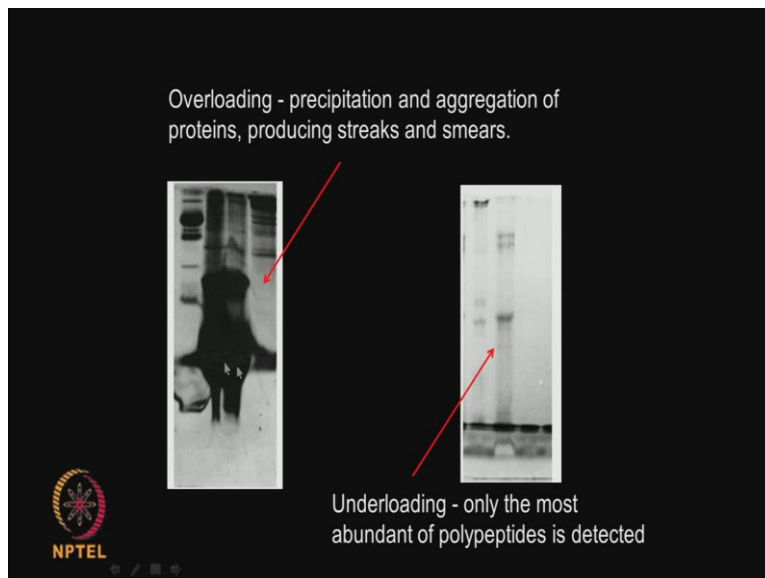 Overloading - precipitation and aggregation of
proteins, producing streaks and smears.
Underloading - only the most
abundant of polypeptides is detected
NPTEL